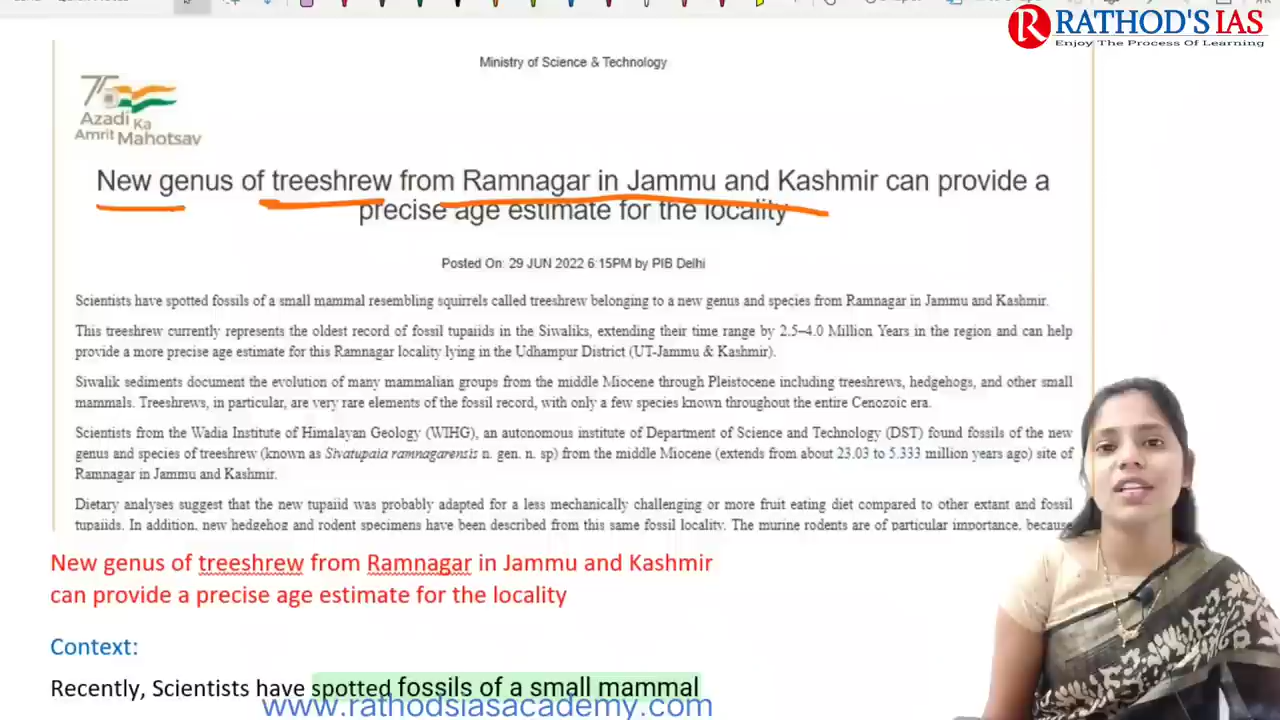 RATHOD'S IAS
Enjoy The Process Of Learning
Ministry of Science & Technology
75
Azadi Ka
Amrit Mahotsav
New genus of treeshrew from Ramnagar in Jammu and Kashmir can provide a
precise age estimate for the locality
Posted On: 29 JUN 2022 6:15PM by PIB Delhi
Scientists have spotted fossils of a small mammal resembling squirrels called treeshrew belonging to a new genus and species from Ramnagar in Jammu and Kashmir.
This treeshrew currently represents the oldest record of fossil tupaiids in the Siwaliks, extending their time range by 2.5–4.0 Million Years in the region and can help
provide a more precise age estimate for this Ramnagar locality lying in the Udhampur District (UT-Jammu & Kashmir).
Siwalik sediments document the evolution of many mammalian groups from the middle Miocene through Pleistocene including treeshrews, hedgehogs, and other small
mammals. Treeshrews, in particular, are very rare elements of the fossil record, with only a few species known throughout the entire Cenozoic era.
Scientists from the Wadia Institute of Himalayan Geology (WIHG), an autonomous institute of Department of Science and Technology (DST) found fossils of the new
genus and species of treeshrew (known as Sivatupaia ramnagarensis n. gen. n. sp) from the middle Miocene (extends from about 23.03 to 5.333 million years ago) site of
Ramnagar in Jammu and Kashmir.
Dietary analyses suggest that the new tupaiid was probably adapted for a less mechanically challenging or more fruit eating diet compared to other extant and fossil
tupaiids. In addition, new hedgehog and rodent specimens have been described from this same fossil locality. The murine rodents are of particular importance, because
New genus of treeshrew from Ramnagar in Jammu and Kashmir
can provide a precise age estimate for the locality
Context:
Recently, Scientists have spotted fossils of a small mammal
www.rathodsiasacademy.com